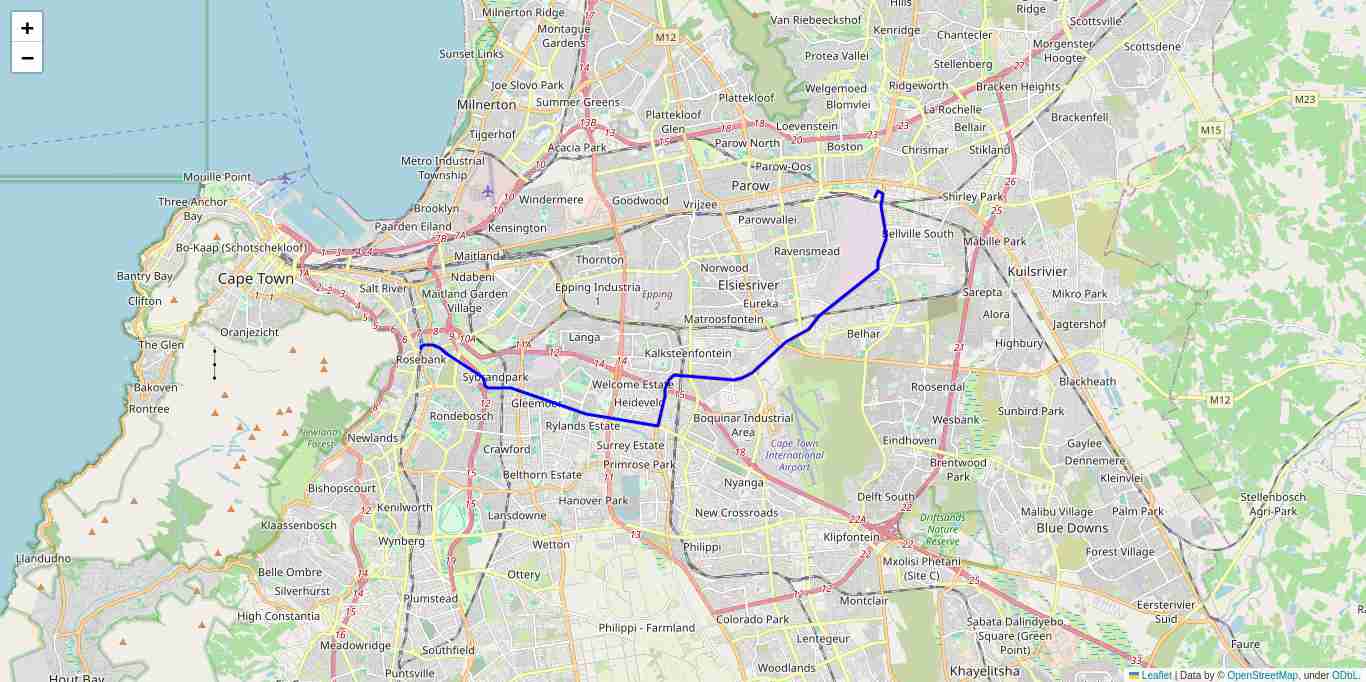 +
−
Milnerton Ridge
Montague
Gardens
M12
Van Riebeeckshof
Hills
Kenridge
Ridge
Chantecler
Scottsville
Morgenster
Hoogte
Scottsdene
Sunset Links
Protea Vallei
Stellenberg
Joe Slovo Park
Welgemoed
Ridgeworth
Bracken Heights
M23
Milnerton
Summer Greens
Plattekloof
Blomvlei
La Rochelle
Brackenfell
Plattekloof
Glen
Loevenstein
Bellair
M15
Tijgerhof
Acacia Park
Parow North
Boston
Chrismar
Stikland
Metro Industrial
Township
Parow-Oos
Mouille Point
Parow
Three Anchor
Bay
Windermere
Goodwood
Vrijzee
Shirley Park
Brooklyn
Paarden Eiland
Kensington
Parowvallei
Bellville South
Mabille Park
Bo-Kaap (Schotschekloof)
Maitland
Thornton
Ravensmead
Bantry Bay
Cape Town
Ndabeni
Norwood
Kuilsrivier
Salt River
Maitland Garden
Village
Epping Industria
1
Epping
2
Elsiesriver
Sarepta
Mikro Park
Clifton
Eureka
Alora
Oranjezicht
Matroosfontein
Jagtershof
The Glen
Langa
Belhar
Highbury
Rosebank
Kalksteenfontein
Bakoven
Sybrandpark
Welcome Estate
Roosendal
Blackheath
Rontree
Gleemoor
Heideveld
M12
Rondebosch
Rylands Estate
Boquinar Industrial
Area
Wesbank
Sunbird Park
Newlands
Forest
Newlands
Crawford
Surrey Estate
Cape Town
International
Airport
Eindhoven
Gaylee
Primrose Park
Brentwood
Park
Dennemere
Belthorn Estate
Nyanga
Kleinvlei
Bishopscourt
Hanover Park
Delft South
Stellenbosch
Agri-Park
Kenilworth
Lansdowne
New Crossroads
Malibu Village
Palm Park
Klaassenbosch
Driftsands
Nature
Reserve
Blue Downs
Wynberg
Wetton
Philippi
Klipfontein
Forest Village
Llandudno
Belle Ombre
Ottery
Mxolisi Phetani
(Site C)
Silverhurst
Plumstead
Montclair
Eersterivier
Suid
High Constantia
Philippi - Farmland
Colorado Park
Sabata Dalindyebo
Square (Green
Point)
Meadowridge
Southfield
Lentegeur
Faure
Puntsville
Woodlands
Khayelitsha
Hout Bay
Leaflet | Data by © OpenStreetMap, under ODbL.